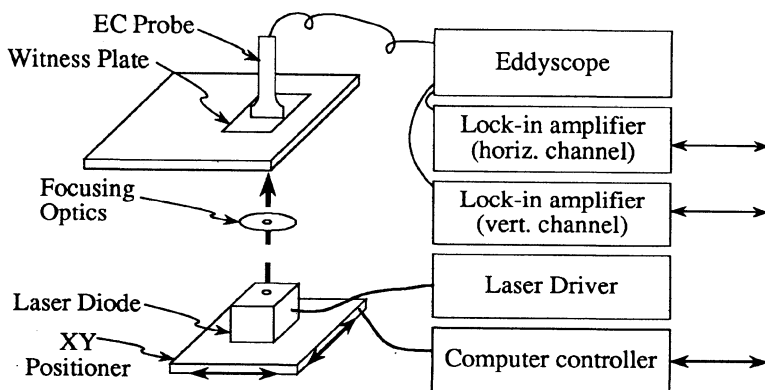 EC Probe
Witness Plate
Eddyscope
Lock-in amplifier
(horiz. channel)
Focusing
Optics
Lock-in amplifier
(vert. channel)
Laser Diode
Laser Driver
XY
Positioner
Computer controller